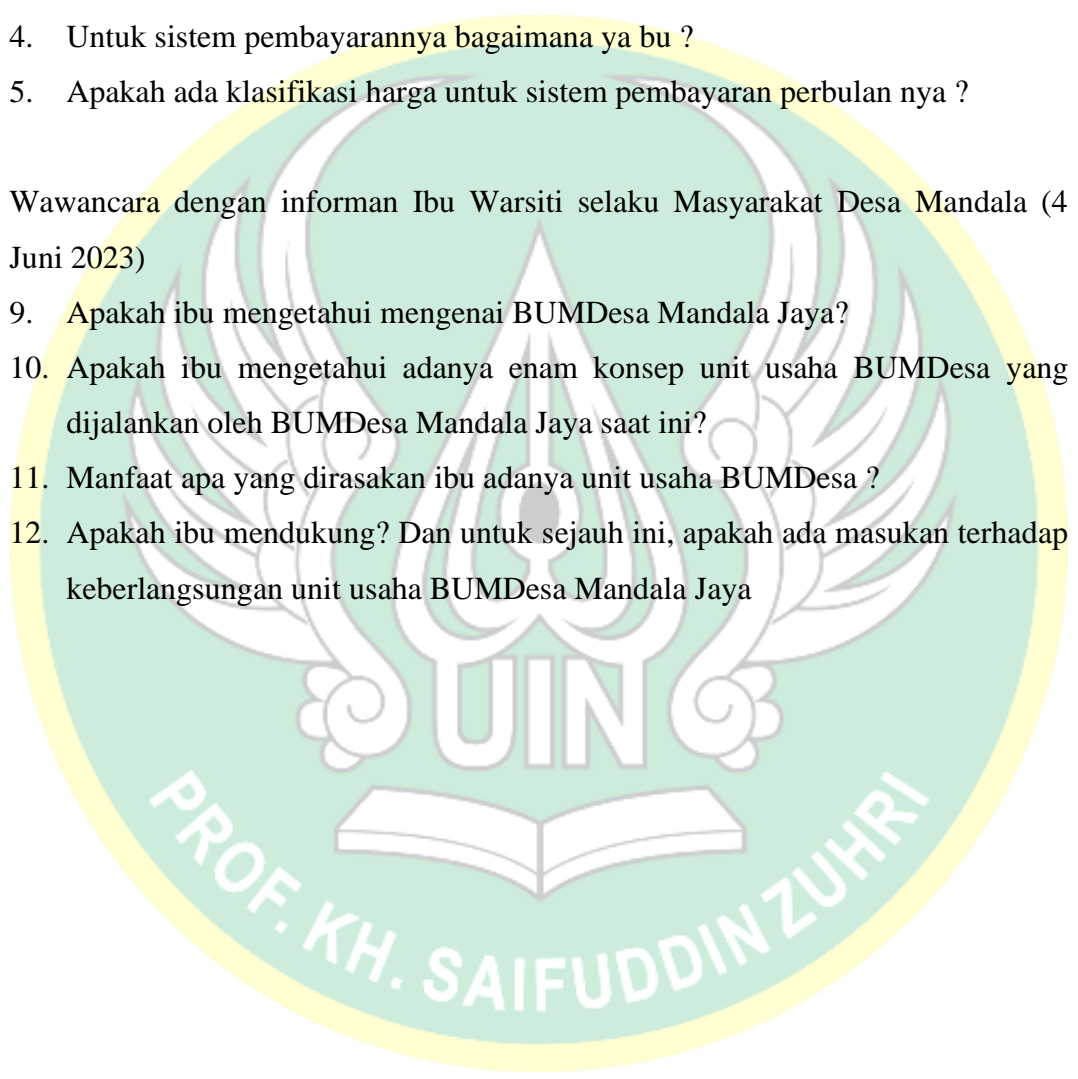 4. Untuk sistem pembayarannya bagaimana ya bu ?
5. Apakah ada klasifikasi harga untuk sistem pembayaran perbulan nya ?
Wawancara dengan informan Ibu Warsiti selaku Masyarakat Desa Mandala (4
Juni 2023)
9. Apakah ibu mengetahui mengenai BUMDesa Mandala Jaya?
10. Apakah ibu mengetahui adanya enam konsep unit usaha BUMDesa yang
dijalankan oleh BUMDesa Mandala Jaya saat ini?
11. Manfaat apa yang dirasakan ibu adanya unit usaha BUMDesa ?
12. Apakah ibu mendukung? Dan untuk sejauh ini, apakah ada masukan terhadap
keberlangsungan unit usaha BUMDesa Mandala Jaya
UIN
PROF. KH. SAIFUDDIN ZUHRI